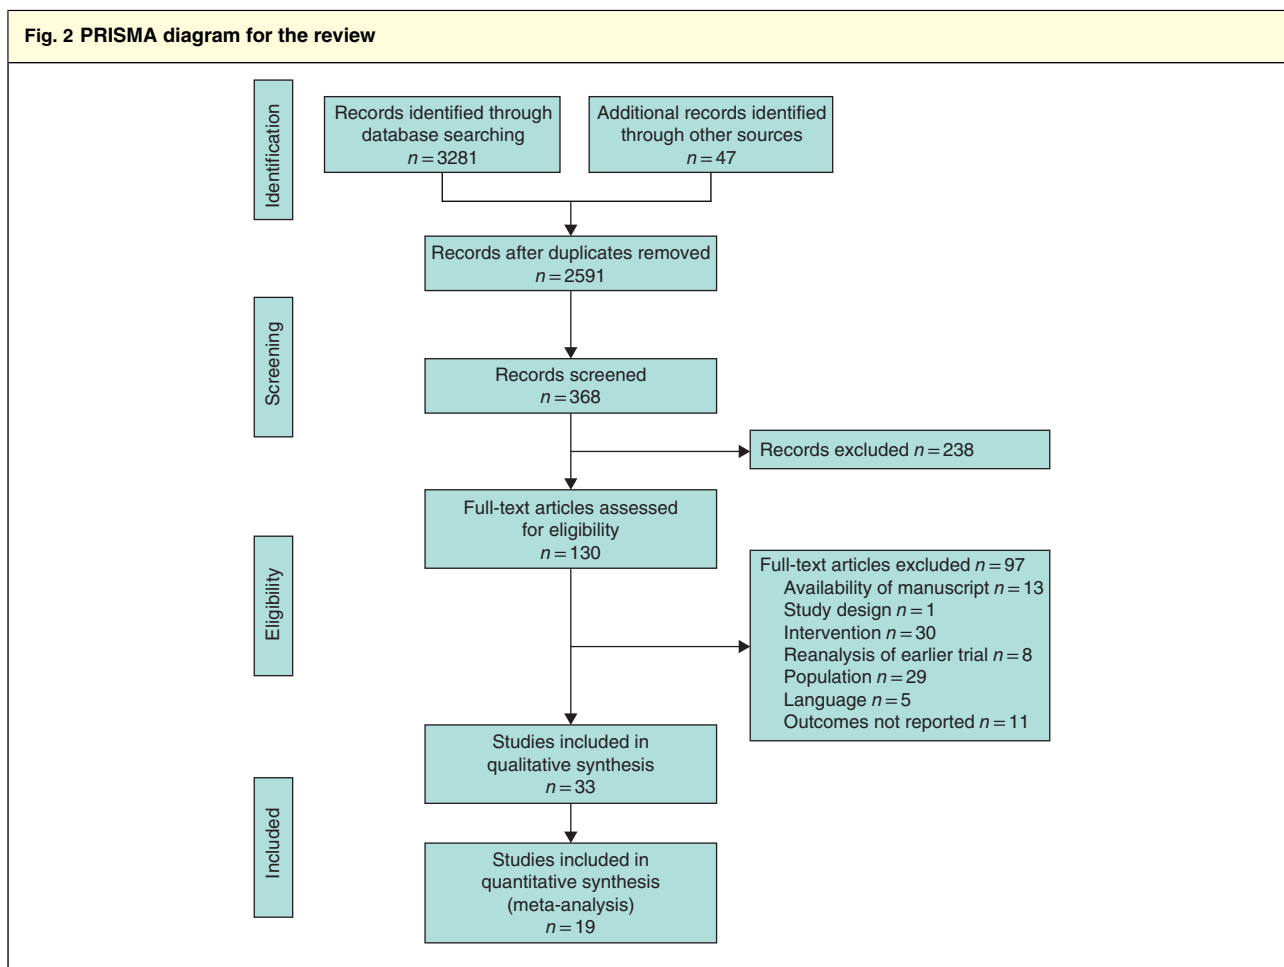 Fig. 2 PRISMA diagram for the review
Identification
Records identified through
database searching
n = 3281
Additional records identified
through other sources
n = 47
Records after duplicates removed
n = 2591
Screening
Records screened
n = 368
Records excluded n = 238
Eligibility
Full-text articles assessed
for eligibility
n = 130
Full-text articles excluded n = 97
Availability of manuscript n = 13
Study design n = 1
Intervention n = 30
Reanalysis of earlier trial n = 8
Population n = 29
Language n = 5
Outcomes not reported n = 11
Included
Studies included in
qualitative synthesis
n = 33
Studies included in
quantitative synthesis
(meta-analysis)
n = 19